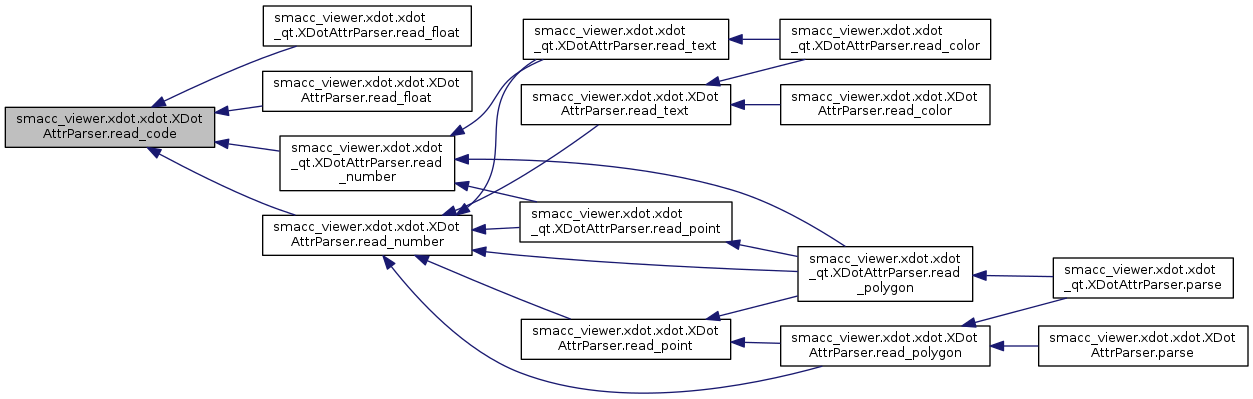 smacc_viewer.xdot.xdot.XDot
AttrParser.read_code
smacc_viewer.xdot.xdot
_qt.XDotAttrParser.read_float
smacc_viewer.xdot.xdot.XDot
AttrParser.read_float
smacc_viewer.xdot.xdot
_qt.XDotAttrParser.read
_number
smacc_viewer.xdot.xdot.XDot
AttrParser.read_number
smacc_viewer.xdot.xdot
_qt.XDotAttrParser.read_text
smacc_viewer.xdot.xdot.XDot
AttrParser.read_text
smacc_viewer.xdot.xdot
_qt.XDotAttrParser.read_point
smacc_viewer.xdot.xdot.XDot
AttrParser.read_point
smacc_viewer.xdot.xdot
_qt.XDotAttrParser.read_color
smacc_viewer.xdot.xdot.XDot
AttrParser.read_color
smacc_viewer.xdot.xdot
_qt.XDotAttrParser.read
_polygon
smacc_viewer.xdot.xdot.XDot
AttrParser.read_polygon
smacc_viewer.xdot.xdot
_qt.XDotAttrParser.parse
smacc_viewer.xdot.xdot.XDot
AttrParser.parse